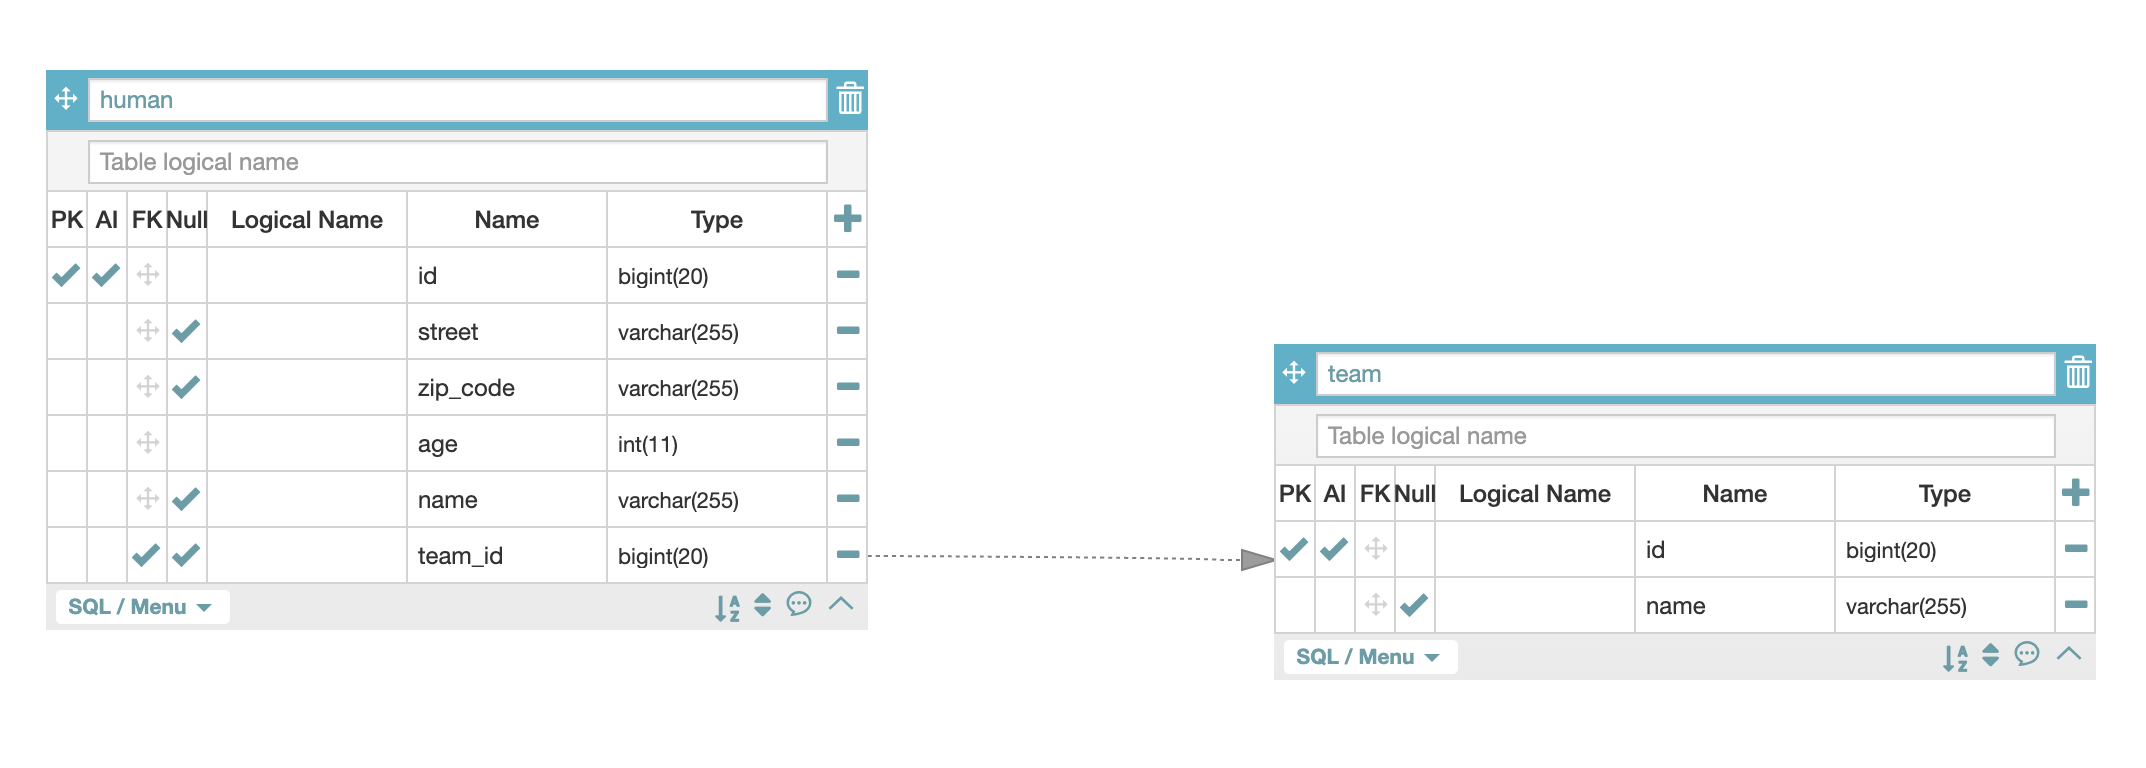 human
Table logical name
PK AI FK Null Logical Name Name Type
id bigint(20)
street varchar(255)
zip_code varchar(255)
age int(11)
name varchar(255)
team_id bigint(20)
SQL / Menu
team
Table logical name
PK AI FK Null Logical Name Name Type
id bigint(20)
name varchar(255)
SQL / Menu